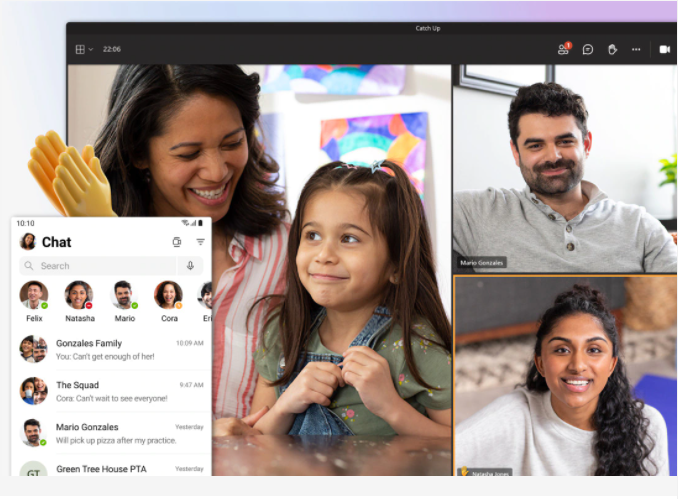 Catch Up
22:06
1
Mario Gonzales
Natasha Jones
10:10
Chat
Search
Felix
Natasha
Mario
Cora
Gonzales Family
10:09 AM
You: Can't get enough of her!
The Squad
9:47 AM
Cora: Can't wait to see everyone!
Mario Gonzales
Yesterday
Will pick up pizza after my practice.
GT
Green Tree House PTA
Yesterday